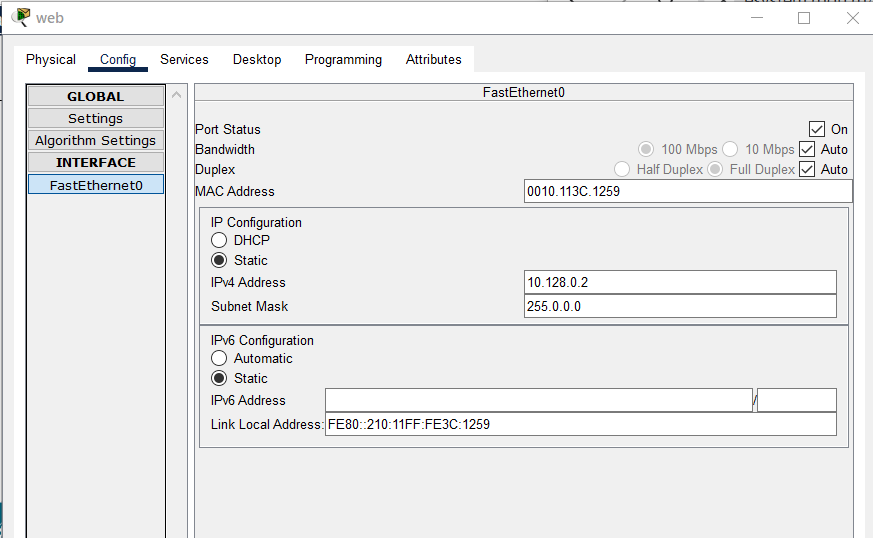 web
Physical Config Services Desktop Programming Attributes
GLOBAL
Settings
Algorithm Settings
INTERFACE
FastEthernet0
FastEthernet0
Port Status On
Bandwidth 100 Mbps 10 Mbps Auto
Duplex Half Duplex Full Duplex Auto
MAC Address 0010.113C.1259
IP Configuration
DHCP
Static
IPv4 Address 10.128.0.2
Subnet Mask 255.0.0.0
IPv6 Configuration
Automatic
Static
IPv6 Address /
Link Local Address: FE80::210:11FF:FE3C:1259